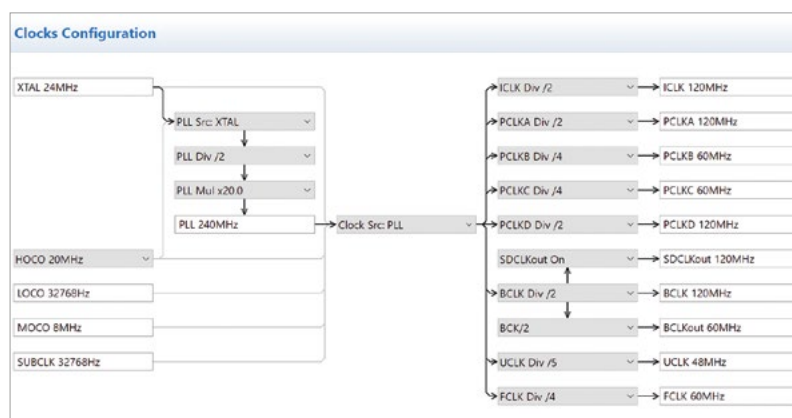 Clocks Configuration
XTAL 24MHz
PLL Src: XTAL
PLL Div /2
PLL Mul x20.0
PLL 240MHz
HOCO 20MHz
LOCO 32768Hz
MOCO 8MHz
SUBCLK 32768Hz
Clock Src: PLL
ICLK Div /2
ICLK 120MHz
PCLKA Div /2
PCLKA 120MHz
PCLKB Div /4
PCLKB 60MHz
PCLKC Div /4
PCLKC 60MHz
PCLKD Div /2
PCLKD 120MHz
SDCLKout On
SDCLKout 120MHz
BCLK Div /2
BCLK 120MHz
BCK/2
BCLKout 60MHz
UCLK Div /5
UCLK 48MHz
FCLK Div /4
FCLK 60MHz